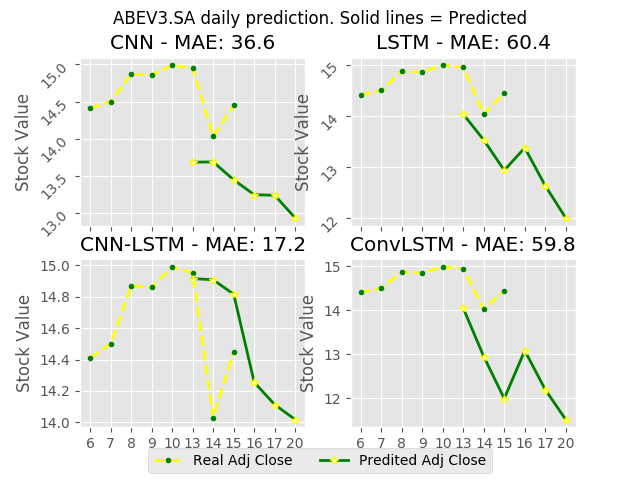 ABEV3.SA daily prediction. Solid lines = Predicted
CNN - MAE: 36.6
LSTM - MAE: 60.4
Stock Value
15.0
14.5
14.0
13.5
13.0
Stock Value
15
14
13
12
CNN-LSTM - MAE: 17.2
ConvLSTM - MAE: 59.8
Stock Value
15.0
14.8
14.6
14.4
14.2
14.0
6 7 8 9 10 13 14 15 16 17 20
Stock Value
15
14
13
12
6 7 8 9 10 13 14 15 16 17 20
Real Adj Close
Predited Adj Close